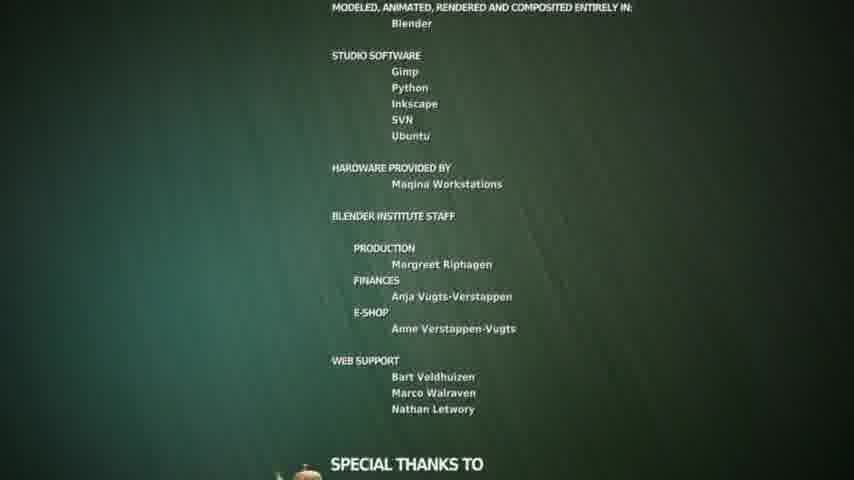 MODELED, ANIMATED, RENDERED AND COMPOSITED ENTIRELY IN:
Blender
STUDIO SOFTWARE
Gimp
Python
Inkscape
SVN
Ubuntu
HARDWARE PROVIDED BY
Maqina Workstations
BLENDER INSTITUTE STAFF
PRODUCTION
Margreet Riphagen
FINANCES
Anja Vugts-Verstappen
E-SHOP
Anne Verstappen-Vugts
WEB SUPPORT
Bart Veldhuizen
Marco Walraven
Nathan Letwory
SPECIAL THANKS TO